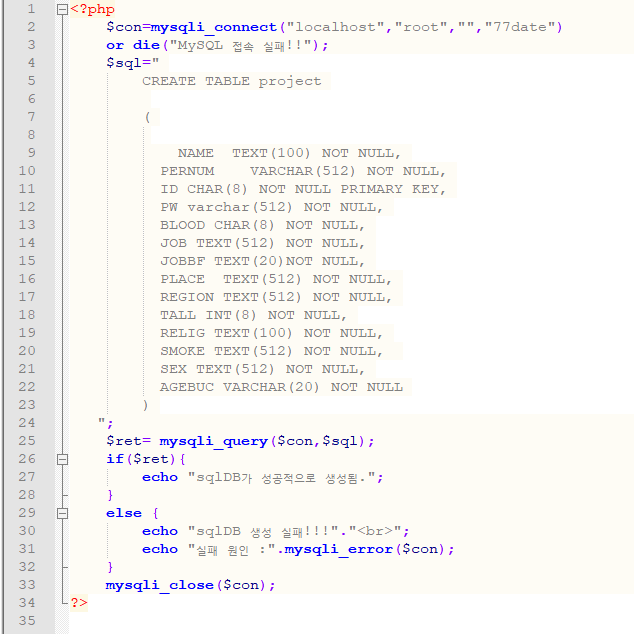 1 <?php
2 $con=mysqli_connect("localhost","root","","77date")
3 or die("MySQL 접속 실패!!");
4 $sql="
5 CREATE TABLE project
6
7 (
8
9 NAME  TEXT(100) NOT NULL,
10 PERNUM    VARCHAR(512) NOT NULL,
11 ID CHAR(8) NOT NULL PRIMARY KEY,
12 PW varchar(512) NOT NULL,
13 BLOOD CHAR(8) NOT NULL,
14 JOB TEXT(512) NOT NULL,
15 JOBBF TEXT(20)NOT NULL,
16 PLACE  TEXT(512) NOT NULL,
17 REGION TEXT(512) NOT NULL,
18 TALL INT(8) NOT NULL,
19 RELIG TEXT(100) NOT NULL,
20 SMOKE TEXT(512) NOT NULL,
21 SEX TEXT(512) NOT NULL,
22 AGEBUC VARCHAR(20) NOT NULL
23 )
24 ";
25 $ret= mysqli_query($con,$sql);
26 if($ret){
27 echo "sqlDB가 성공적으로 생성됨.";
28 }
29 else {
30 echo "sqlDB 생성 실패!!!"."<br>";
31 echo "실패 원인 :".mysqli_error($con);
32 }
33 mysqli_close($con);
34 ?>
35